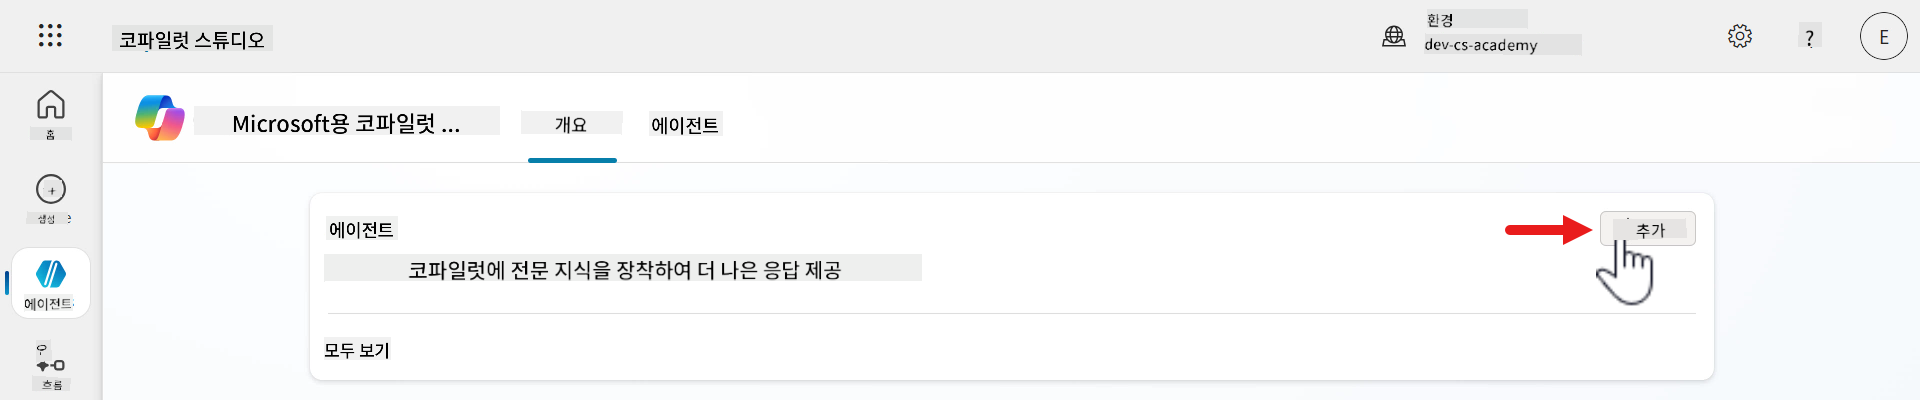 코파일럿 스튜디오
환경
dev-cs-academy
?
E
홈
생성
에이전트
흐름
Microsoft용 코파일럿 ...
개요
에이전트
에이전트
추가
코파일럿에 전문 지식을 장착하여 더 나은 응답 제공
모두 보기